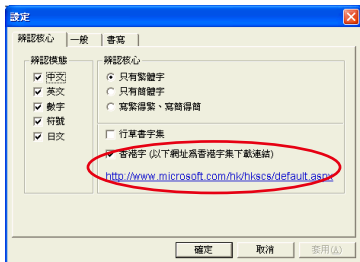 設定
辨認核心 一般 書寫
辨認模態
中文
英文
數字
符號
日文
辨認核心
只有繁體字
只有簡體字
寫繁得繁、寫簡得簡
行草書字集
香港字 (以下網址爲香港字集下載連結)
http://www.microsoft.com/hk/hkscs/default.aspx
確定 取消 套用(A)